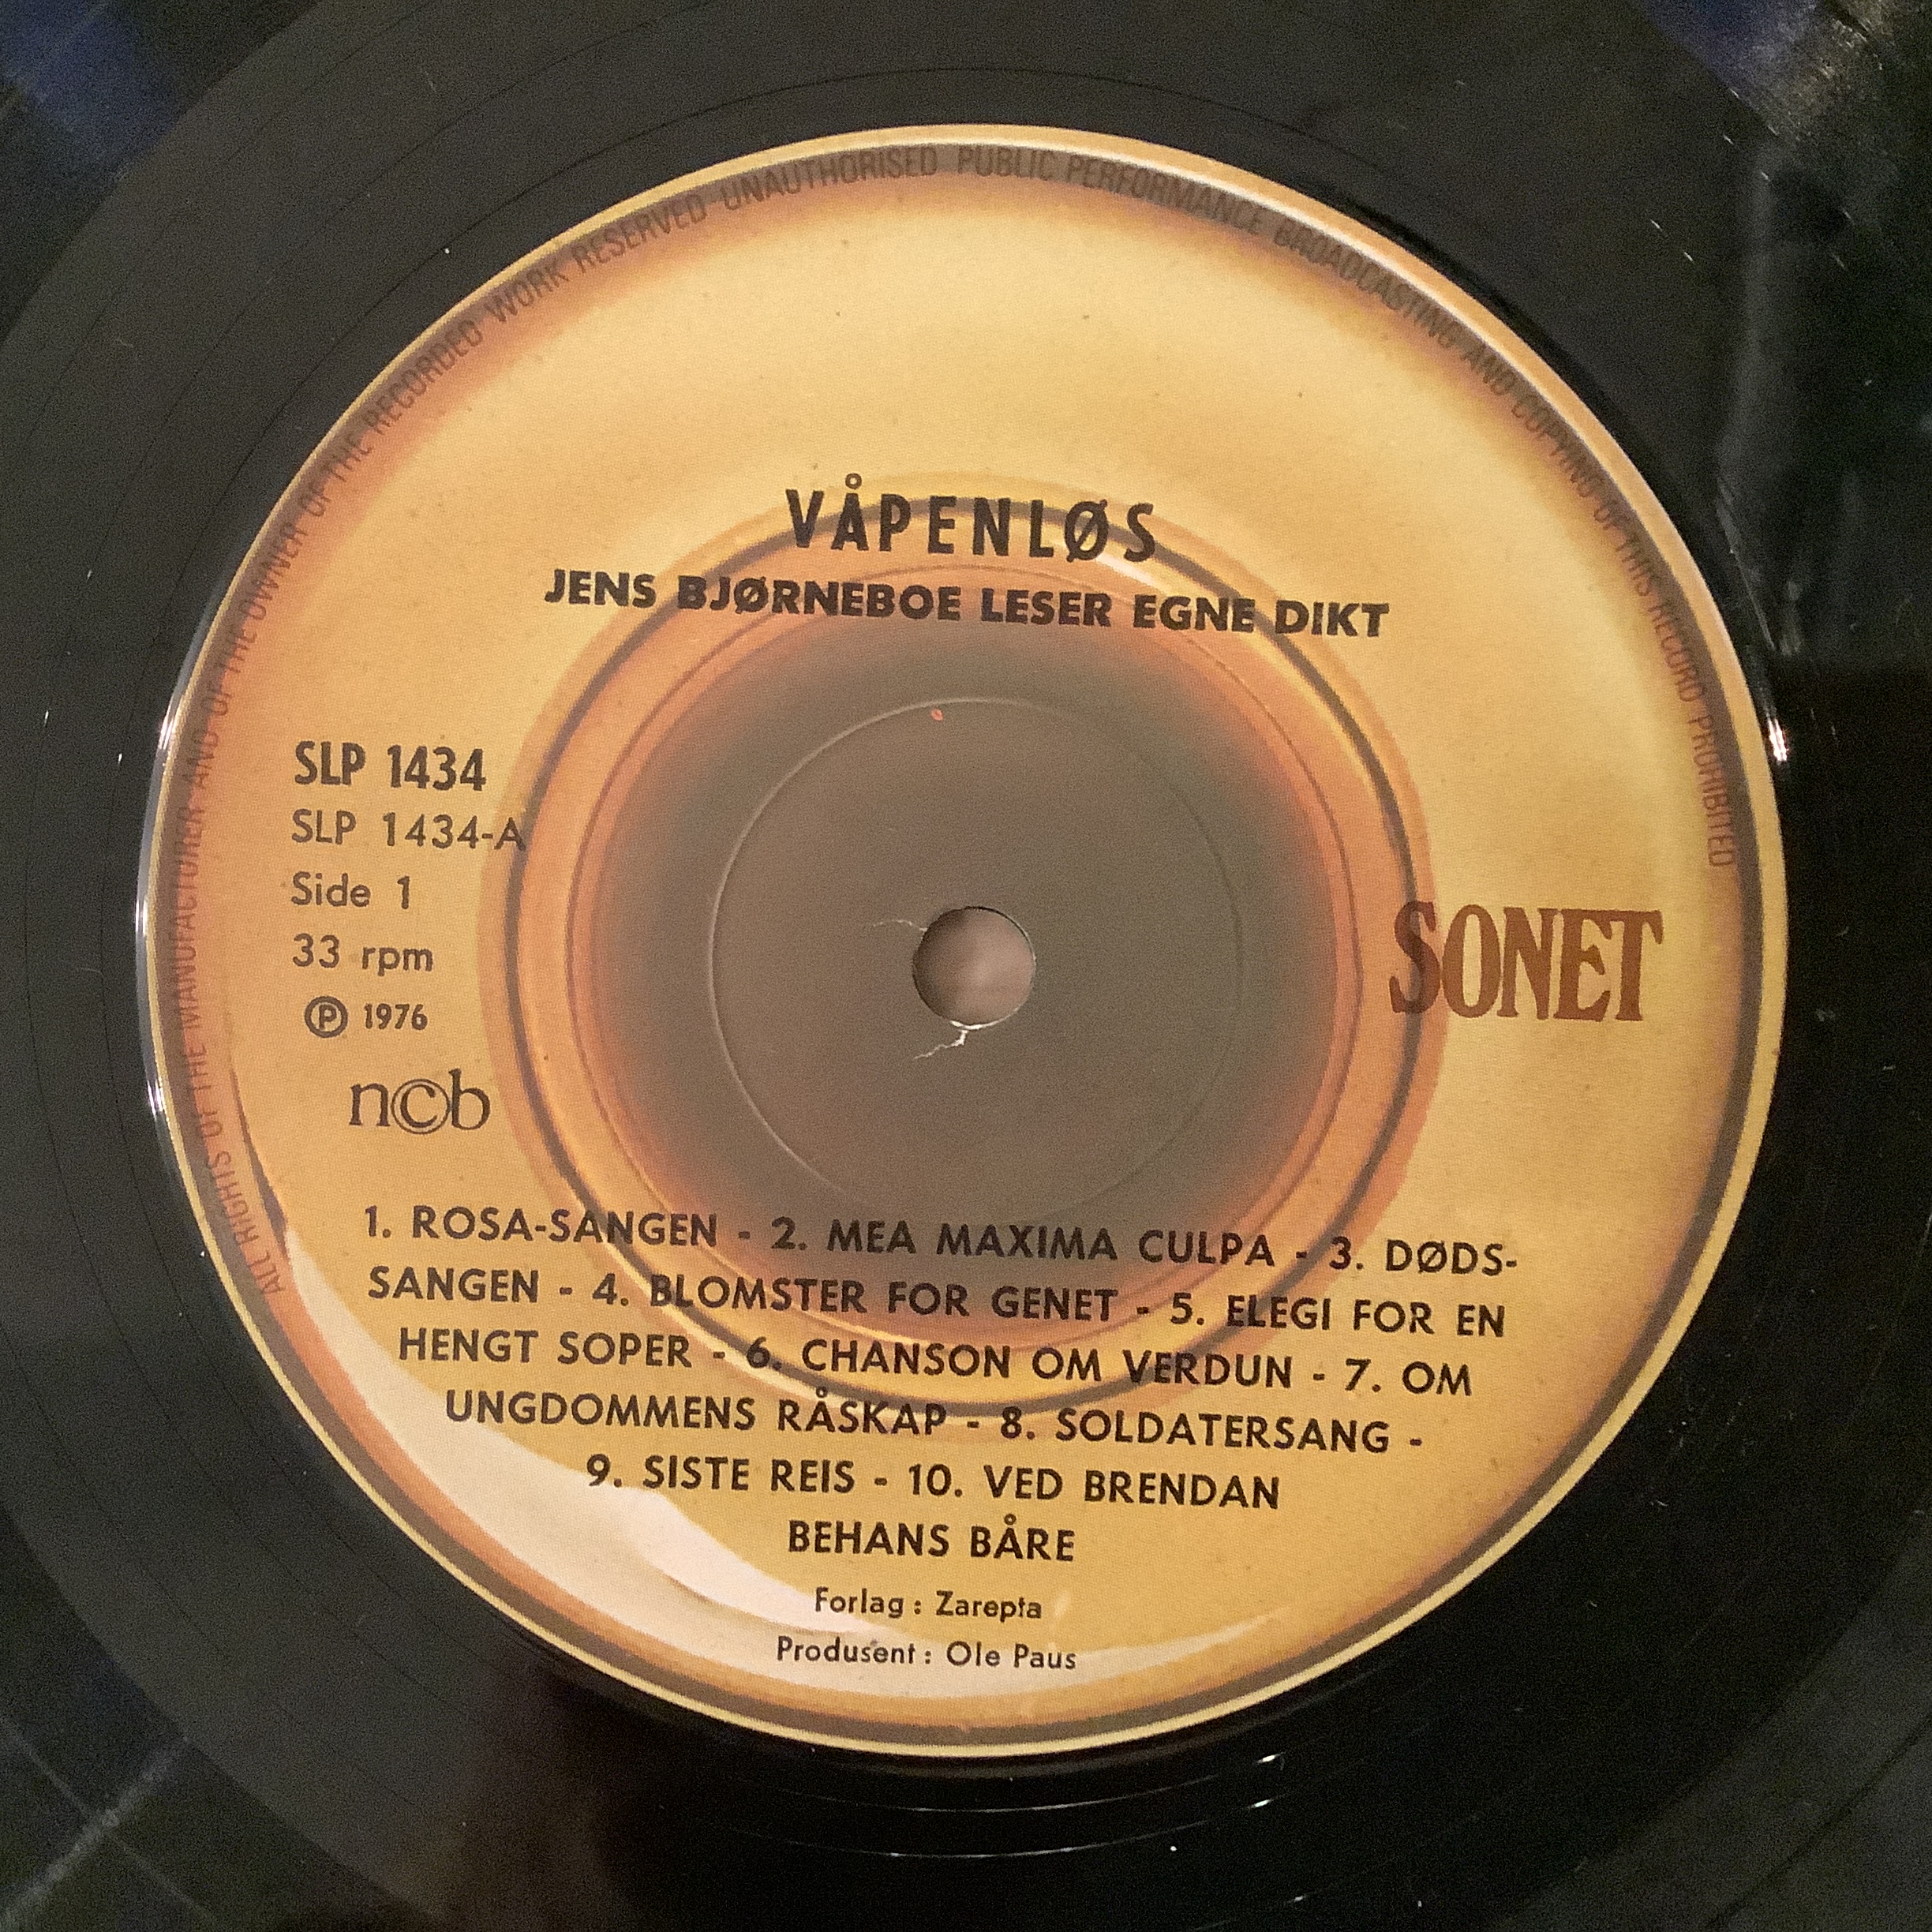 ALL RIGHTS OF THE MANUFACTURER AND OF THE OWNER OF THE RECORDED WORK RESERVED UNAUTHORISED PUBLIC PERFORMANCE BROADCASTING AND COPYING OF THIS RECORD PROHIBITED
VÅPENLØS
JENS BJØRNEBOE LESER EGNE DIKT
SLP 1434
SLP 1434-A
Side 1
33 rpm
Ⓟ 1976
n©b
SONET
1. ROSA-SANGEN - 2. MEA MAXIMA CULPA - 3. DØDS-
SANGEN - 4. BLOMSTER FOR GENET - 5. ELEGI FOR EN
HENGT SOPER - 6. CHANSON OM VERDUN - 7. OM
UNGDOMMENS RÅSKAP - 8. SOLDATERSANG -
9. SISTE REIS - 10. VED BRENDAN
BEHANS BÅRE
Forlag : Zarepta
Produsent : Ole Paus